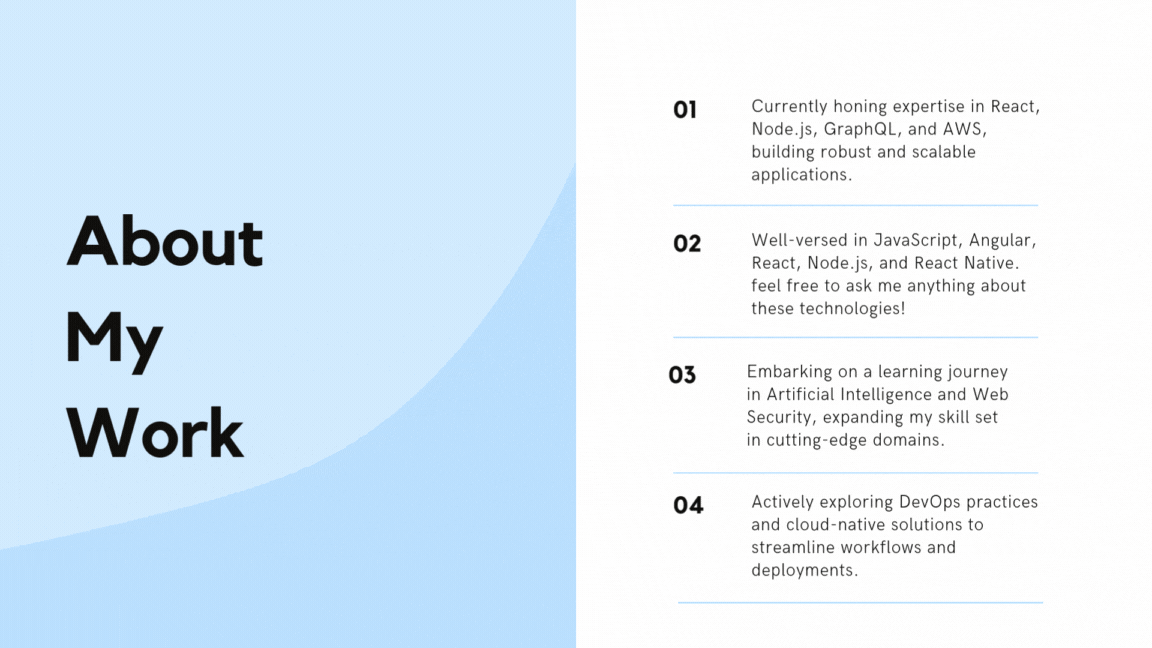 About
My
Work
01
Currently honing expertise in React,
Node.js, GraphQL, and AWS,
building robust and scalable
applications.
02
Well-versed in JavaScript, Angular,
React, Node.js, and React Native.
feel free to ask me anything about
these technologies!
03
Embarking on a learning journey
in Artificial Intelligence and Web
Security, expanding my skill set
in cutting-edge domains.
04
Actively exploring DevOps practices
and cloud-native solutions to
streamline workflows and
deployments.